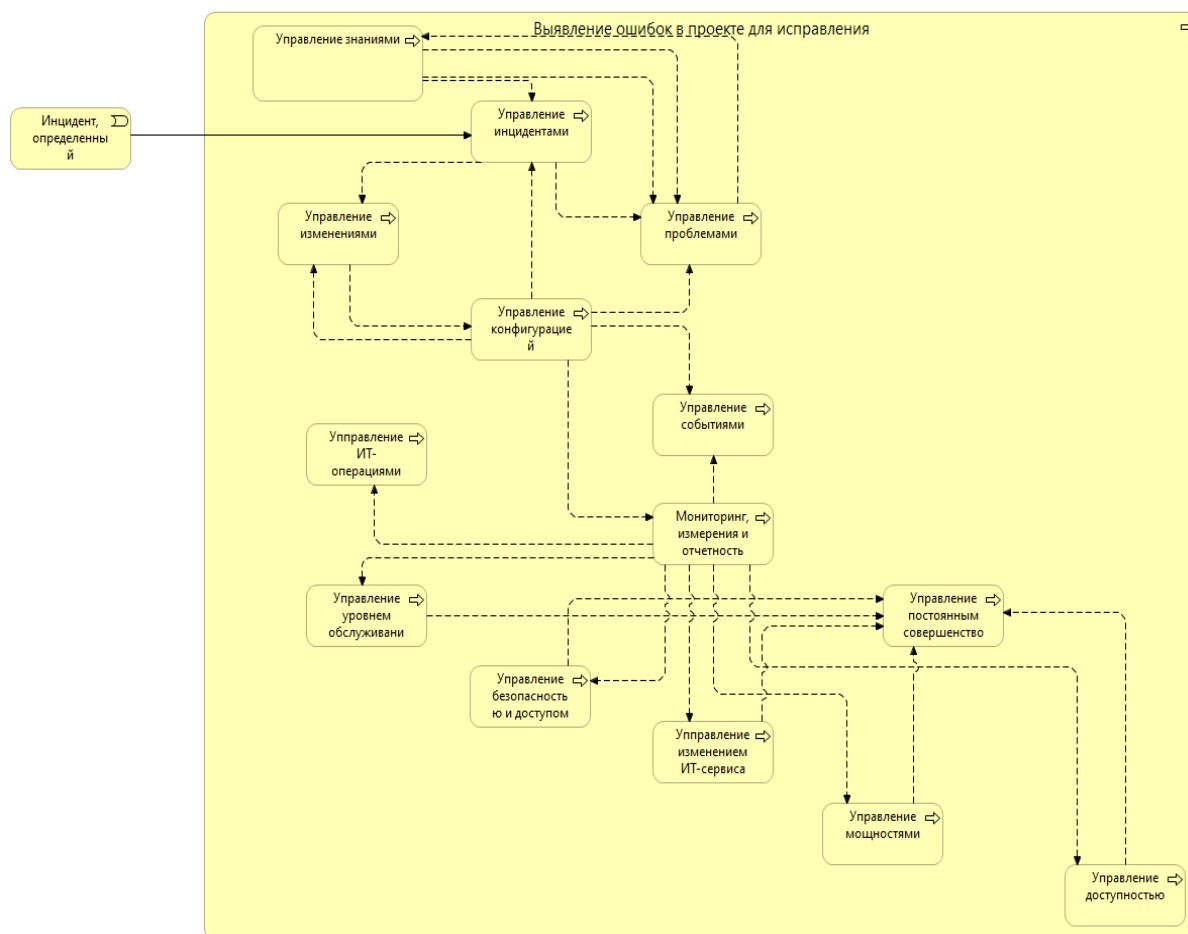 Выявление ошибок в проекте для исправления
Управление знаниями
Инцидент,
определенны
й
Управление
инцидентами
Управление
изменениями
Управление
проблемами
Управление
конфигурацие
й
Управление
событиями
Упправление
ИТ-
операциями
Мониторинг,
измерения и
отчетность
Управление
уровнем
обслуживани
Управление
постоянным
совершенство
Управление
безопасность
ю и доступом
Упправление
изменением
ИТ-сервиса
Управление
мощностями
Управление
доступностью